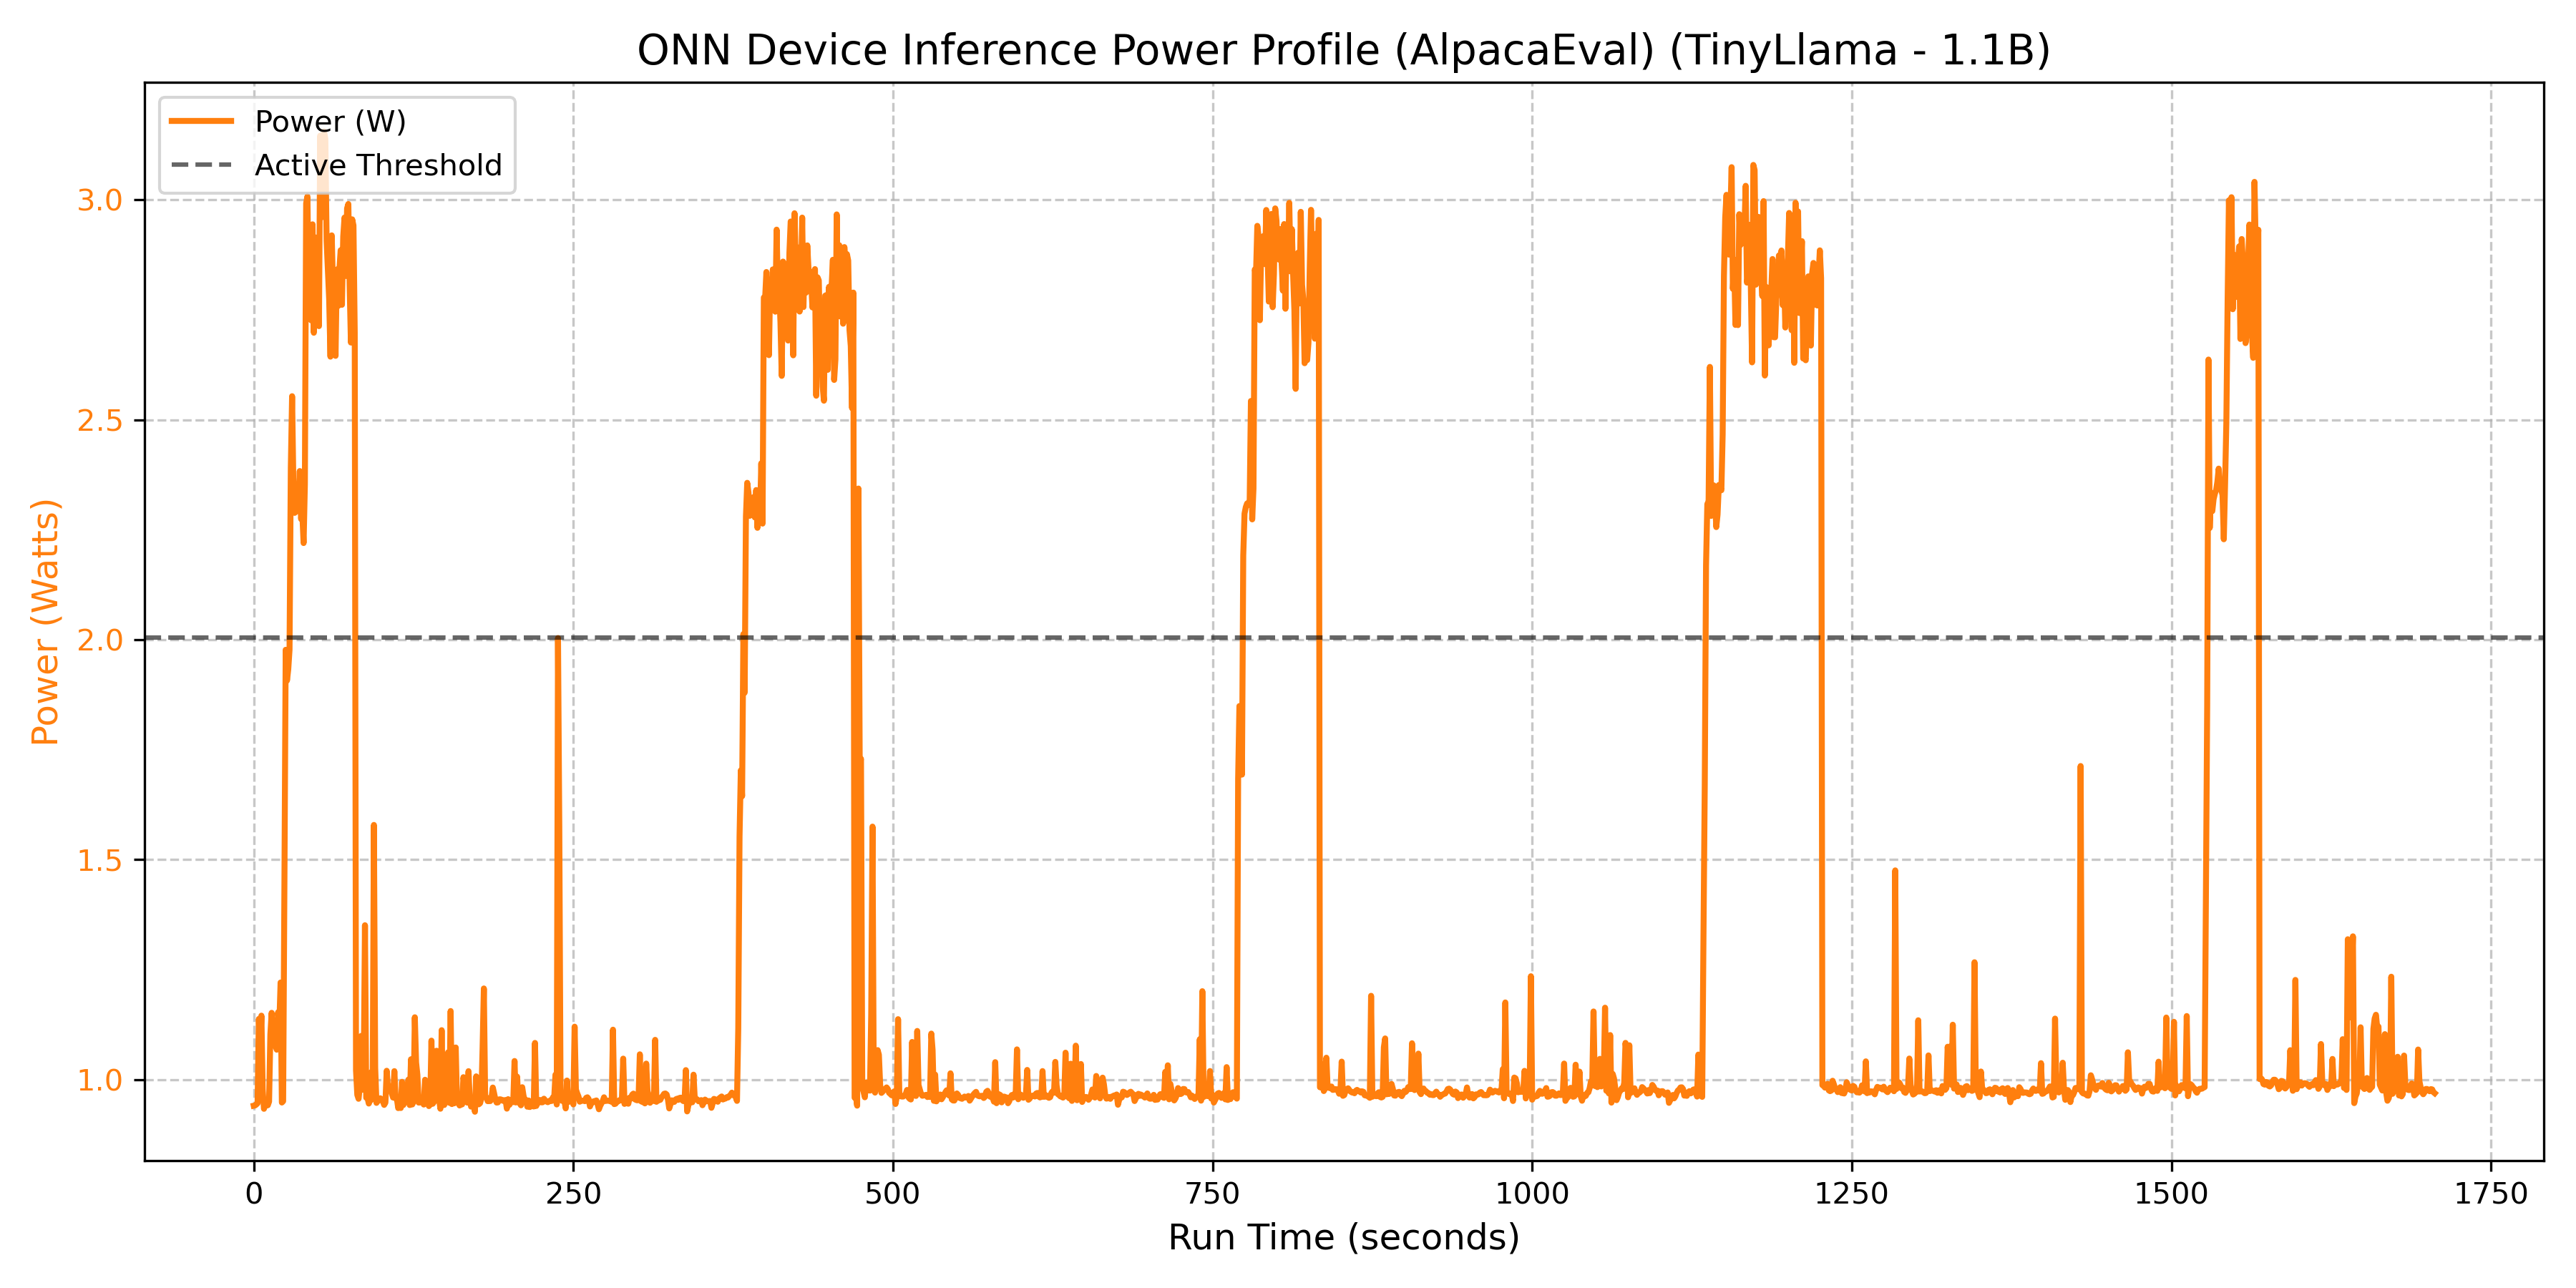 ONN Device Inference Power Profile (AlpacaEval) (TinyLlama - 1.1B)
Power (W)
Active Threshold
3.0
2.5
2.0
1.5
1.0
Power (Watts)
0 250 500 750 1000 1250 1500 1750
Run Time (seconds)